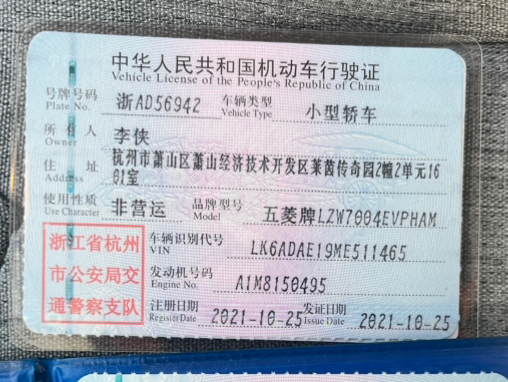 中华人民共和国机动车行驶证
Vehicle License of the People's Republic of China
号牌号码 Plate No. 浙AD56942 车辆类型 Vehicle Type 小型轿车
所有人 Owner 李侠
住址 Address 杭州市萧山区萧山经济技术开发区莱茵传奇园2幢2单元16
01室
使用性质 Use Character 非营运 品牌型号 Model 五菱牌LZW7004EVPHAM
浙江省杭州
市公安局交
通警察支队
车辆识别代号 VIN LK6ADAE19ME511465
发动机号码 Engine No. A1M8150495
注册日期 Register Date 2021-10-25 发证日期 Issue Date 2021-10-25